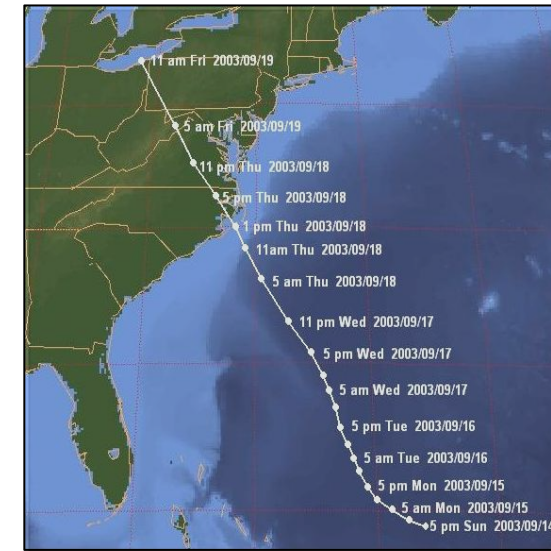 11 am Fri 2003/09/19
5 am Fri 2003/09/19
11 pm Thu 2003/09/18
5 pm Thu 2003/09/18
1 pm Thu 2003/09/18
11am Thu 2003/09/18
5 am Thu 2003/09/18
11 pm Wed 2003/09/17
5 pm Wed 2003/09/17
5 am Wed 2003/09/17
5 pm Tue 2003/09/16
5 am Tue 2003/09/16
5 pm Mon 2003/09/15
5 am Mon 2003/09/15
5 pm Sun 2003/09/14